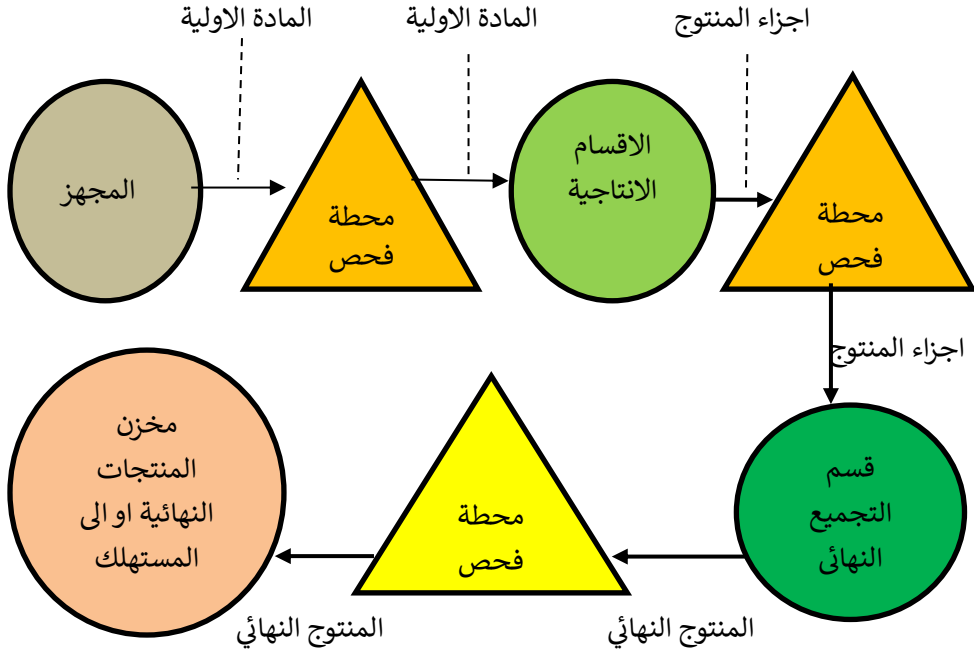 المادة الاولية
المادة الاولية
اجزاء المنتوج
المجهز
محطة
فحص
الاقسام
الانتاجية
محطة
فحص
اجزاء المنتوج
قسم
التجميع
النهائى
المنتوج النهائي
محطة
فحص
المنتوج النهائي
مخزن
المنتجات
النهائية او الى
المستهلك